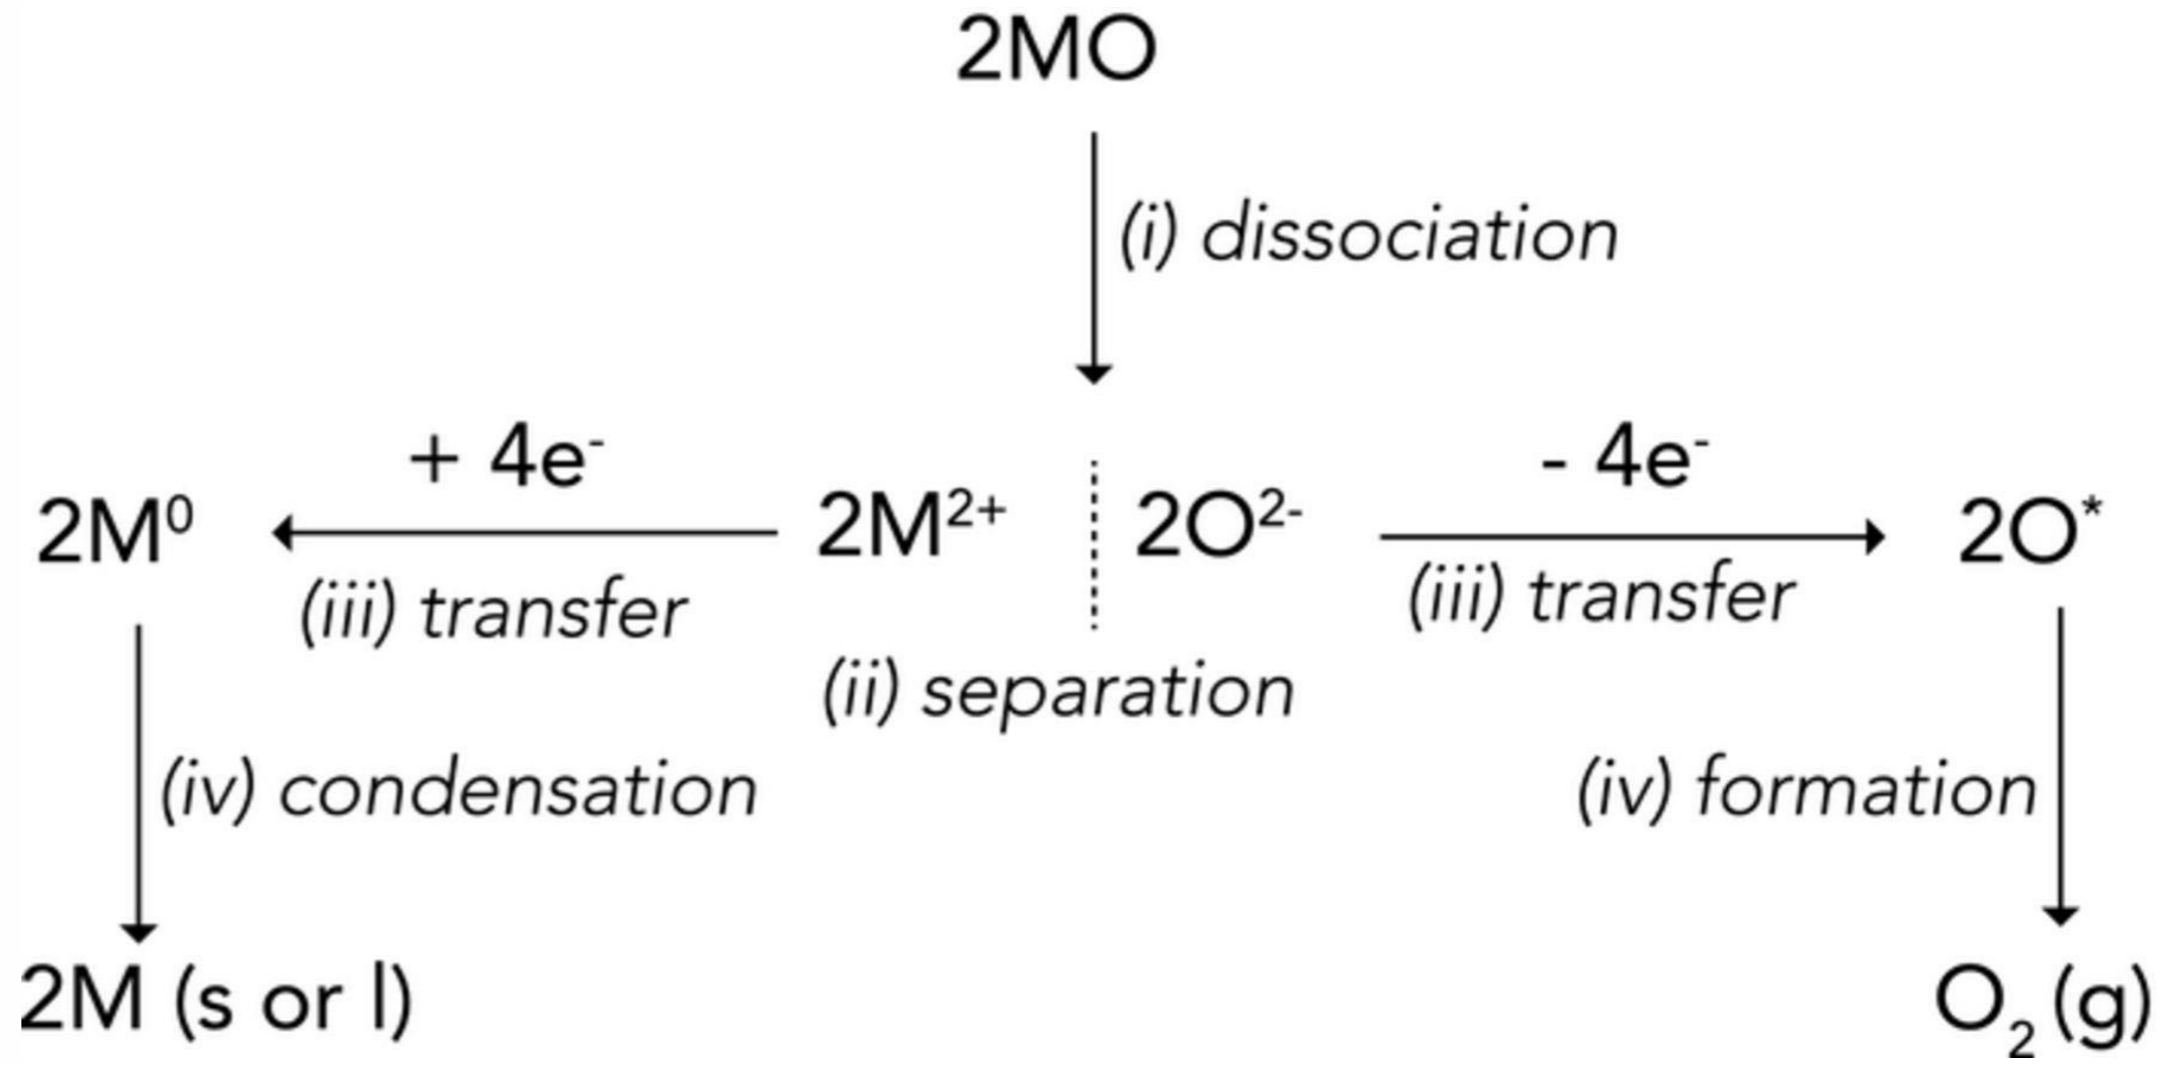 2MO
(i) dissociation
+ 4e⁻
- 4e⁻
2M⁰
2M²⁺
2O²⁻
2O*
(iii) transfer
(iii) transfer
(ii) separation
(iv) condensation
(iv) formation
2M (s or l)
O₂ (g)